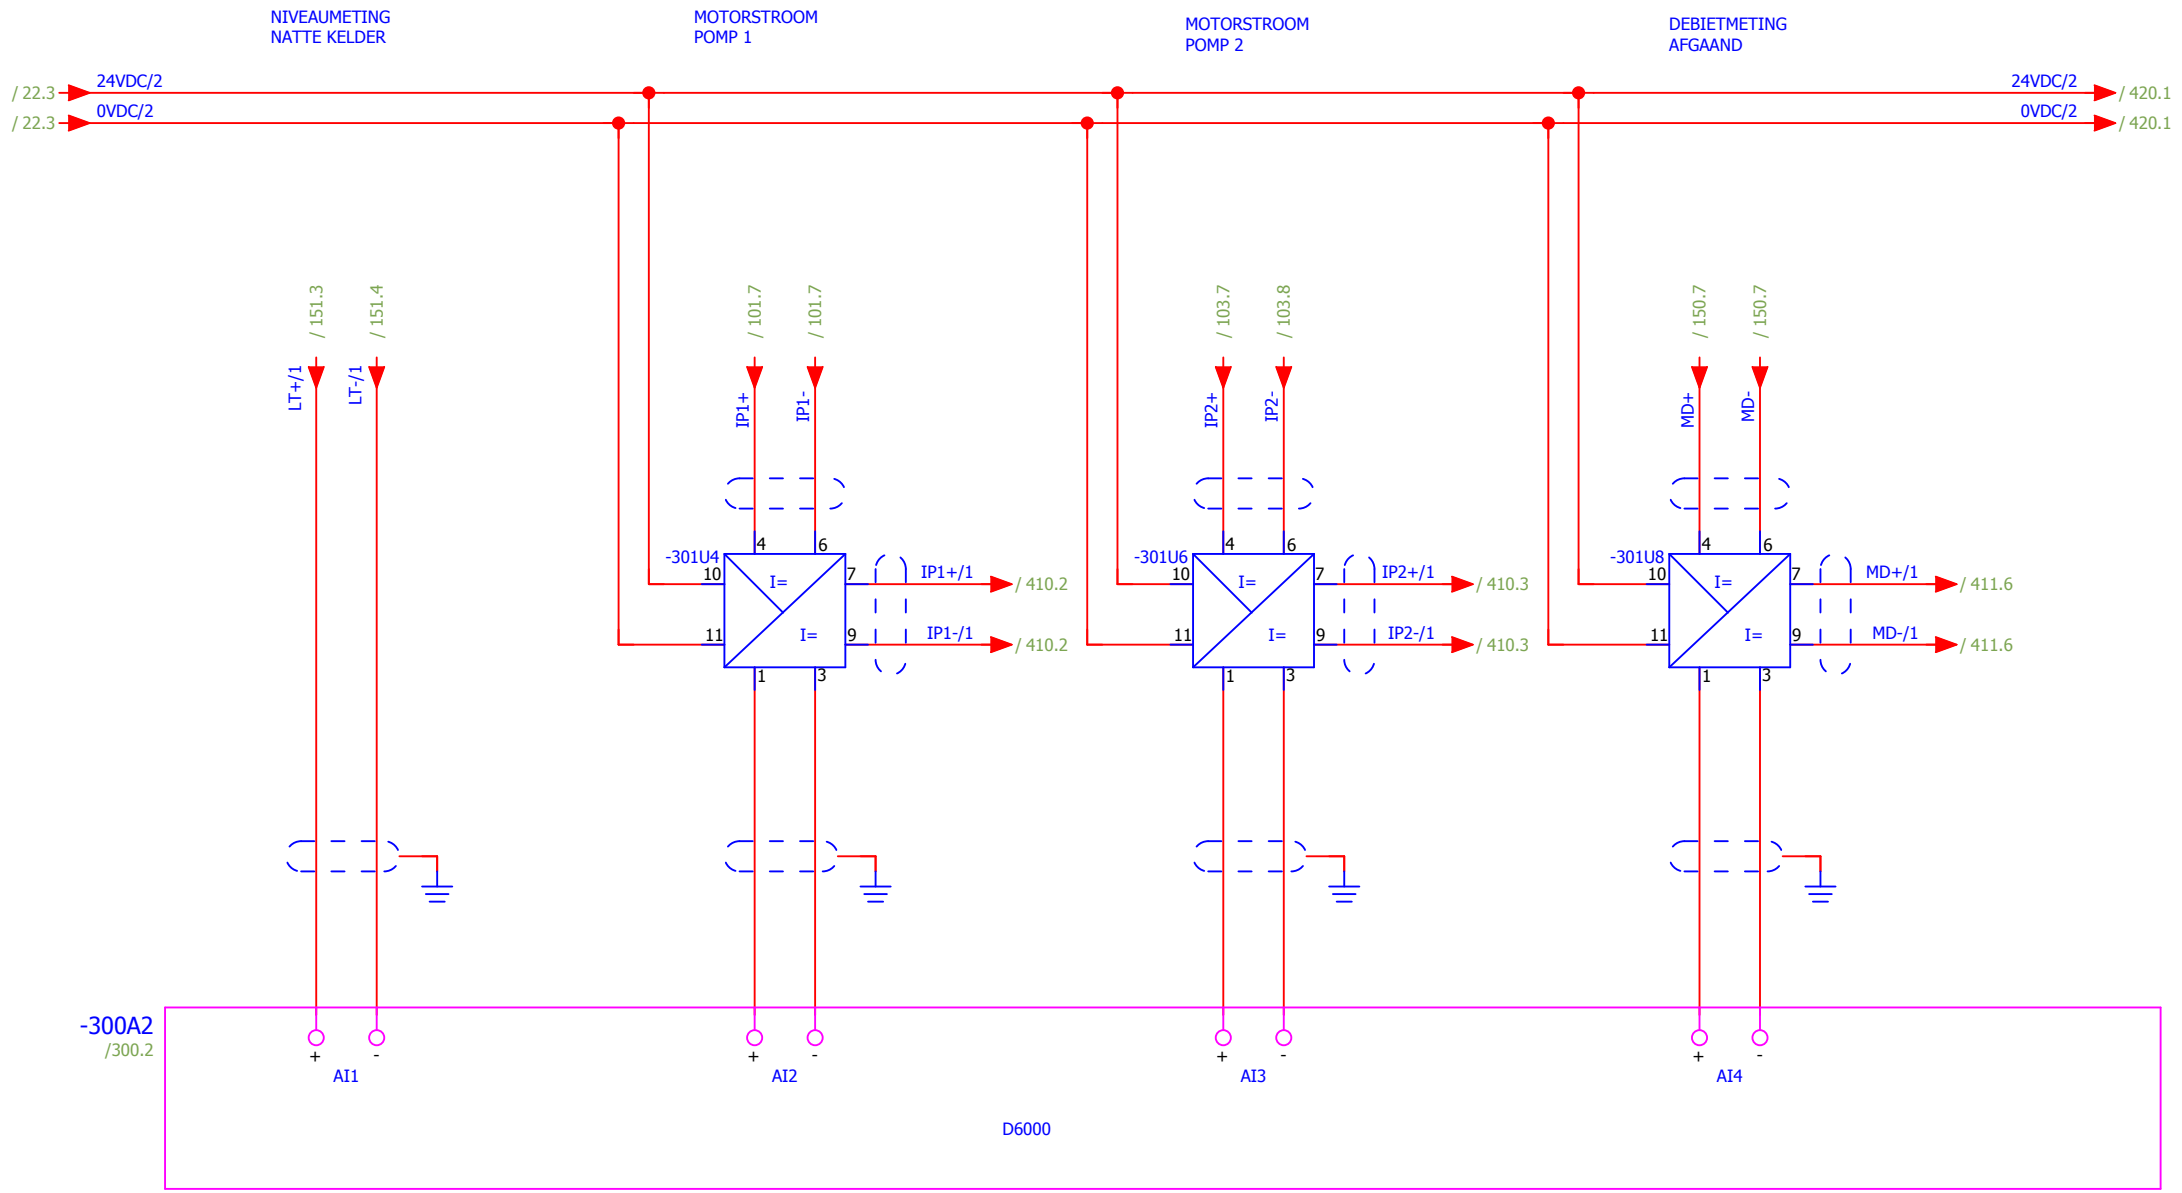 NIVEAUMETING
NATTE KELDER
MOTORSTROOM
POMP 1
MOTORSTROOM
POMP 2
DEBIETMETING
AFGAAND
/ 22.3
24VDC/2
24VDC/2
/ 420.1
/ 22.3
0VDC/2
0VDC/2
/ 420.1
/ 151.3
/ 151.4
/ 101.7
/ 101.7
/ 103.7
/ 103.8
/ 150.7
/ 150.7
LT+/1
LT-/1
IP1+
IP1-
IP2+
IP2-
MD+
MD-
-301U4
4
6
10
I=
7
IP1+/1
/ 410.2
11
I=
9
IP1-/1
/ 410.2
1
3
-301U6
4
6
10
I=
7
IP2+/1
/ 410.3
11
I=
9
IP2-/1
/ 410.3
1
3
-301U8
4
6
10
I=
7
MD+/1
/ 411.6
11
I=
9
MD-/1
/ 411.6
1
3
-300A2
/300.2
+
-
AI1
+
-
AI2
+
-
AI3
+
-
AI4
D6000